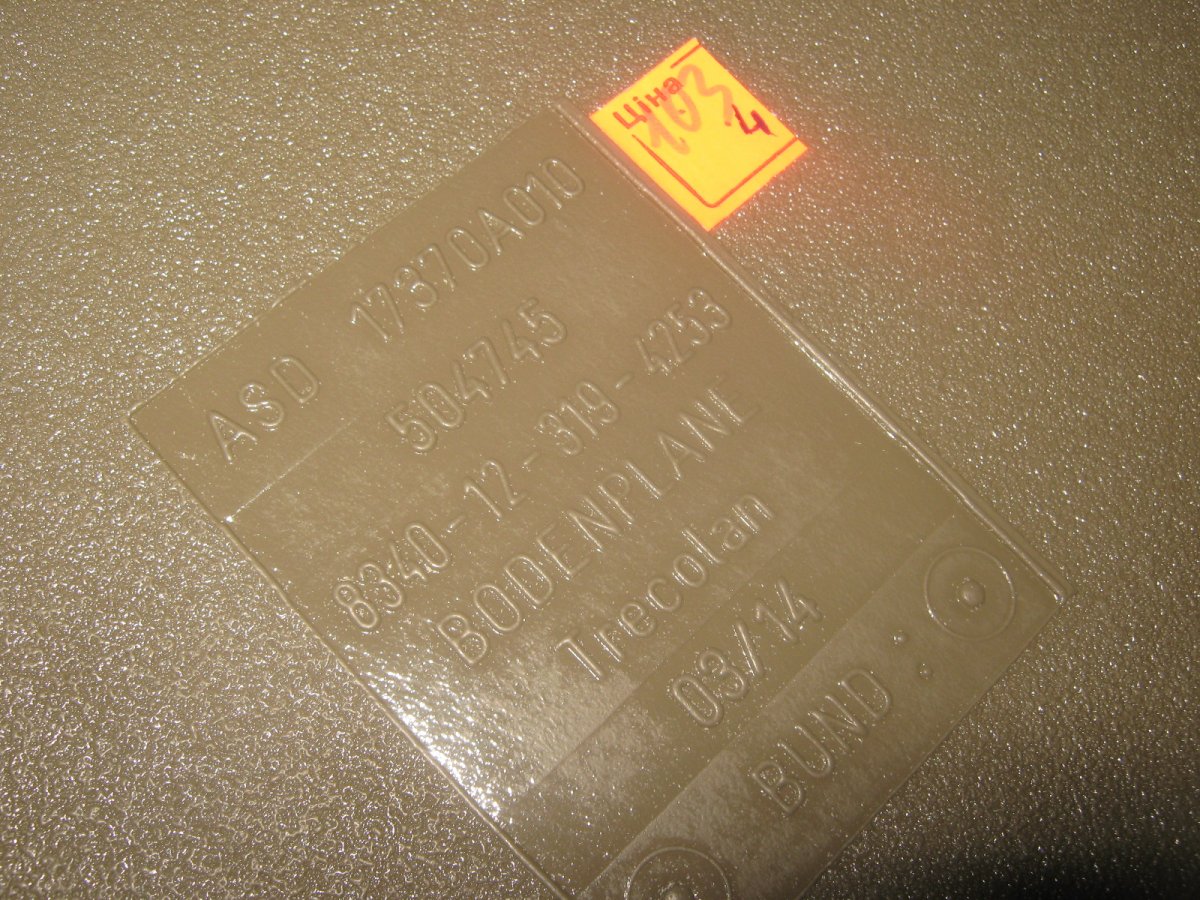 Ціна
103
4
ASD 17370A010
504745
8340-12-319-4253
BODENPLANE
Trecolan
03/14
BUND